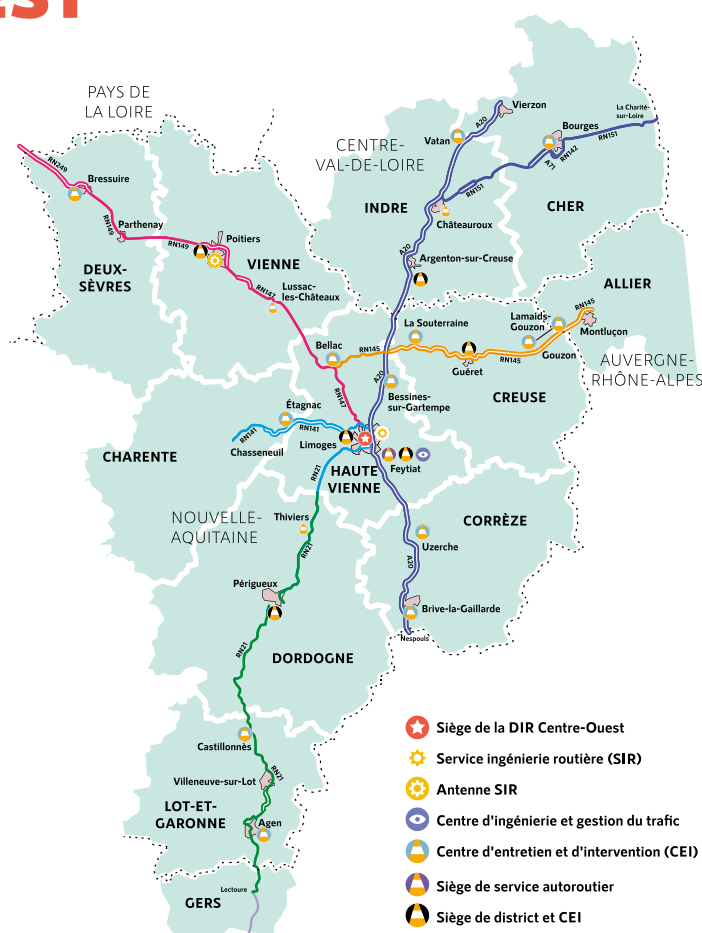 EST
PAYS DE
LA LOIRE
CENTRE-
VAL-DE-LOIRE
Vierzon
A20
Vatan
La Charité-
sur-Loire
Bourges
RN151
RN142
A71
RN151
RN249
Bressuire
RN149
Parthenay
RN149
Poitiers
VIENNE
DEUX-
SÈVRES
INDRE
CHER
Châteauroux
A20
Argenton-sur-Creuse
RN147
Lussac-
les-Châteaux
ALLIER
RN145
Lamaids-
Gouzon
Montluçon
La Souterraine
Bellac
RN145
Guéret
RN145
Gouzon
AUVERGNE-
RHÔNE-ALPES
A20
RN147
Bessines-
sur-Gartempe
CREUSE
Étagnac
RN141
RN141
Chasseneuil
Limoges
Feytiat
CHARENTE
HAUTE
VIENNE
RN21
NOUVELLE-
AQUITAINE
Thiviers
RN21
CORRÈZE
Uzerche
A20
Périgueux
Brive-la-Gaillarde
Nespouls
RN21
DORDOGNE
Castillonnès
RN21
Villeneuve-sur-Lot
LOT-ET-
GARONNE
Agen
Lectoure
GERS
Siège de la DIR Centre-Ouest
Service ingénierie routière (SIR)
Antenne SIR
Centre d'ingénierie et gestion du trafic
Centre d'entretien et d'intervention (CEI)
Siège de service autoroutier
Siège de district et CEI